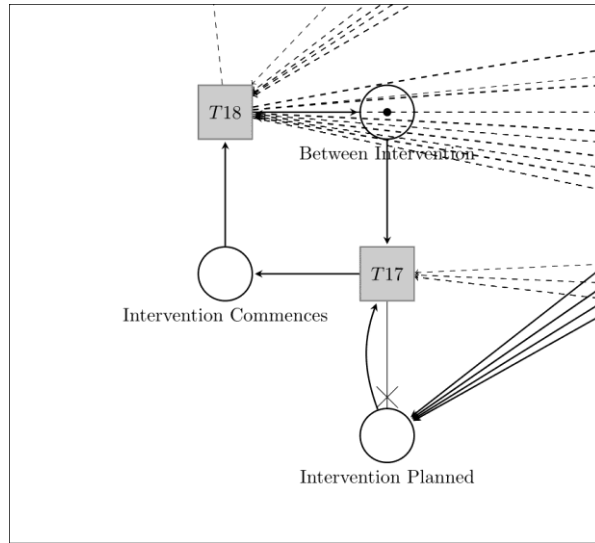 T18
Between Intervention
T17
Intervention Commences
Intervention Planned